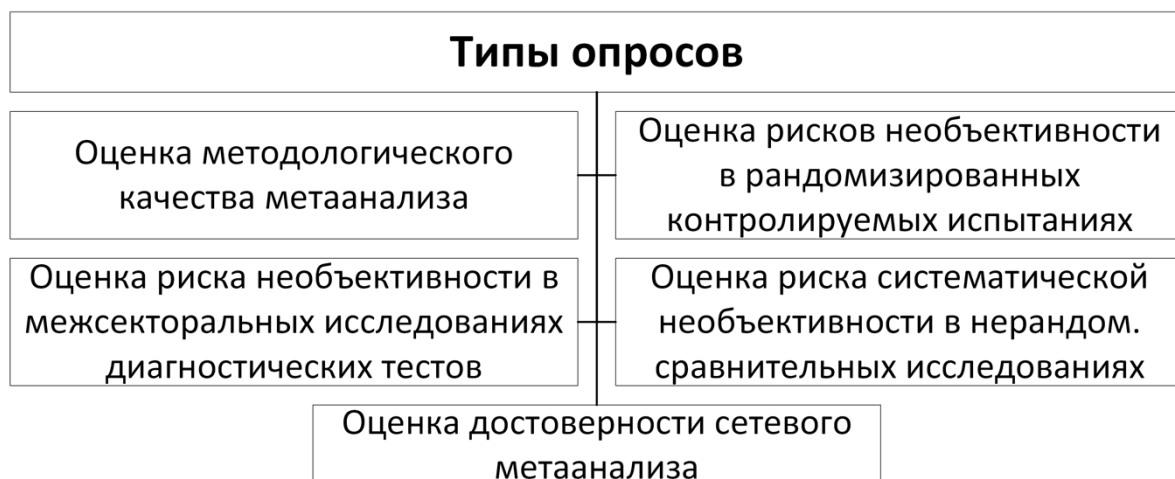 Типы опросов
Оценка методологического
качества метаанализа
Оценка рисков необъективности
в рандомизированных
контролируемых испытаниях
Оценка риска необъективности в
межсекторальных исследованиях
диагностических тестов
Оценка риска систематической
необъективности в нерандом.
сравнительных исследованиях
Оценка достоверности сетевого
метаанализа